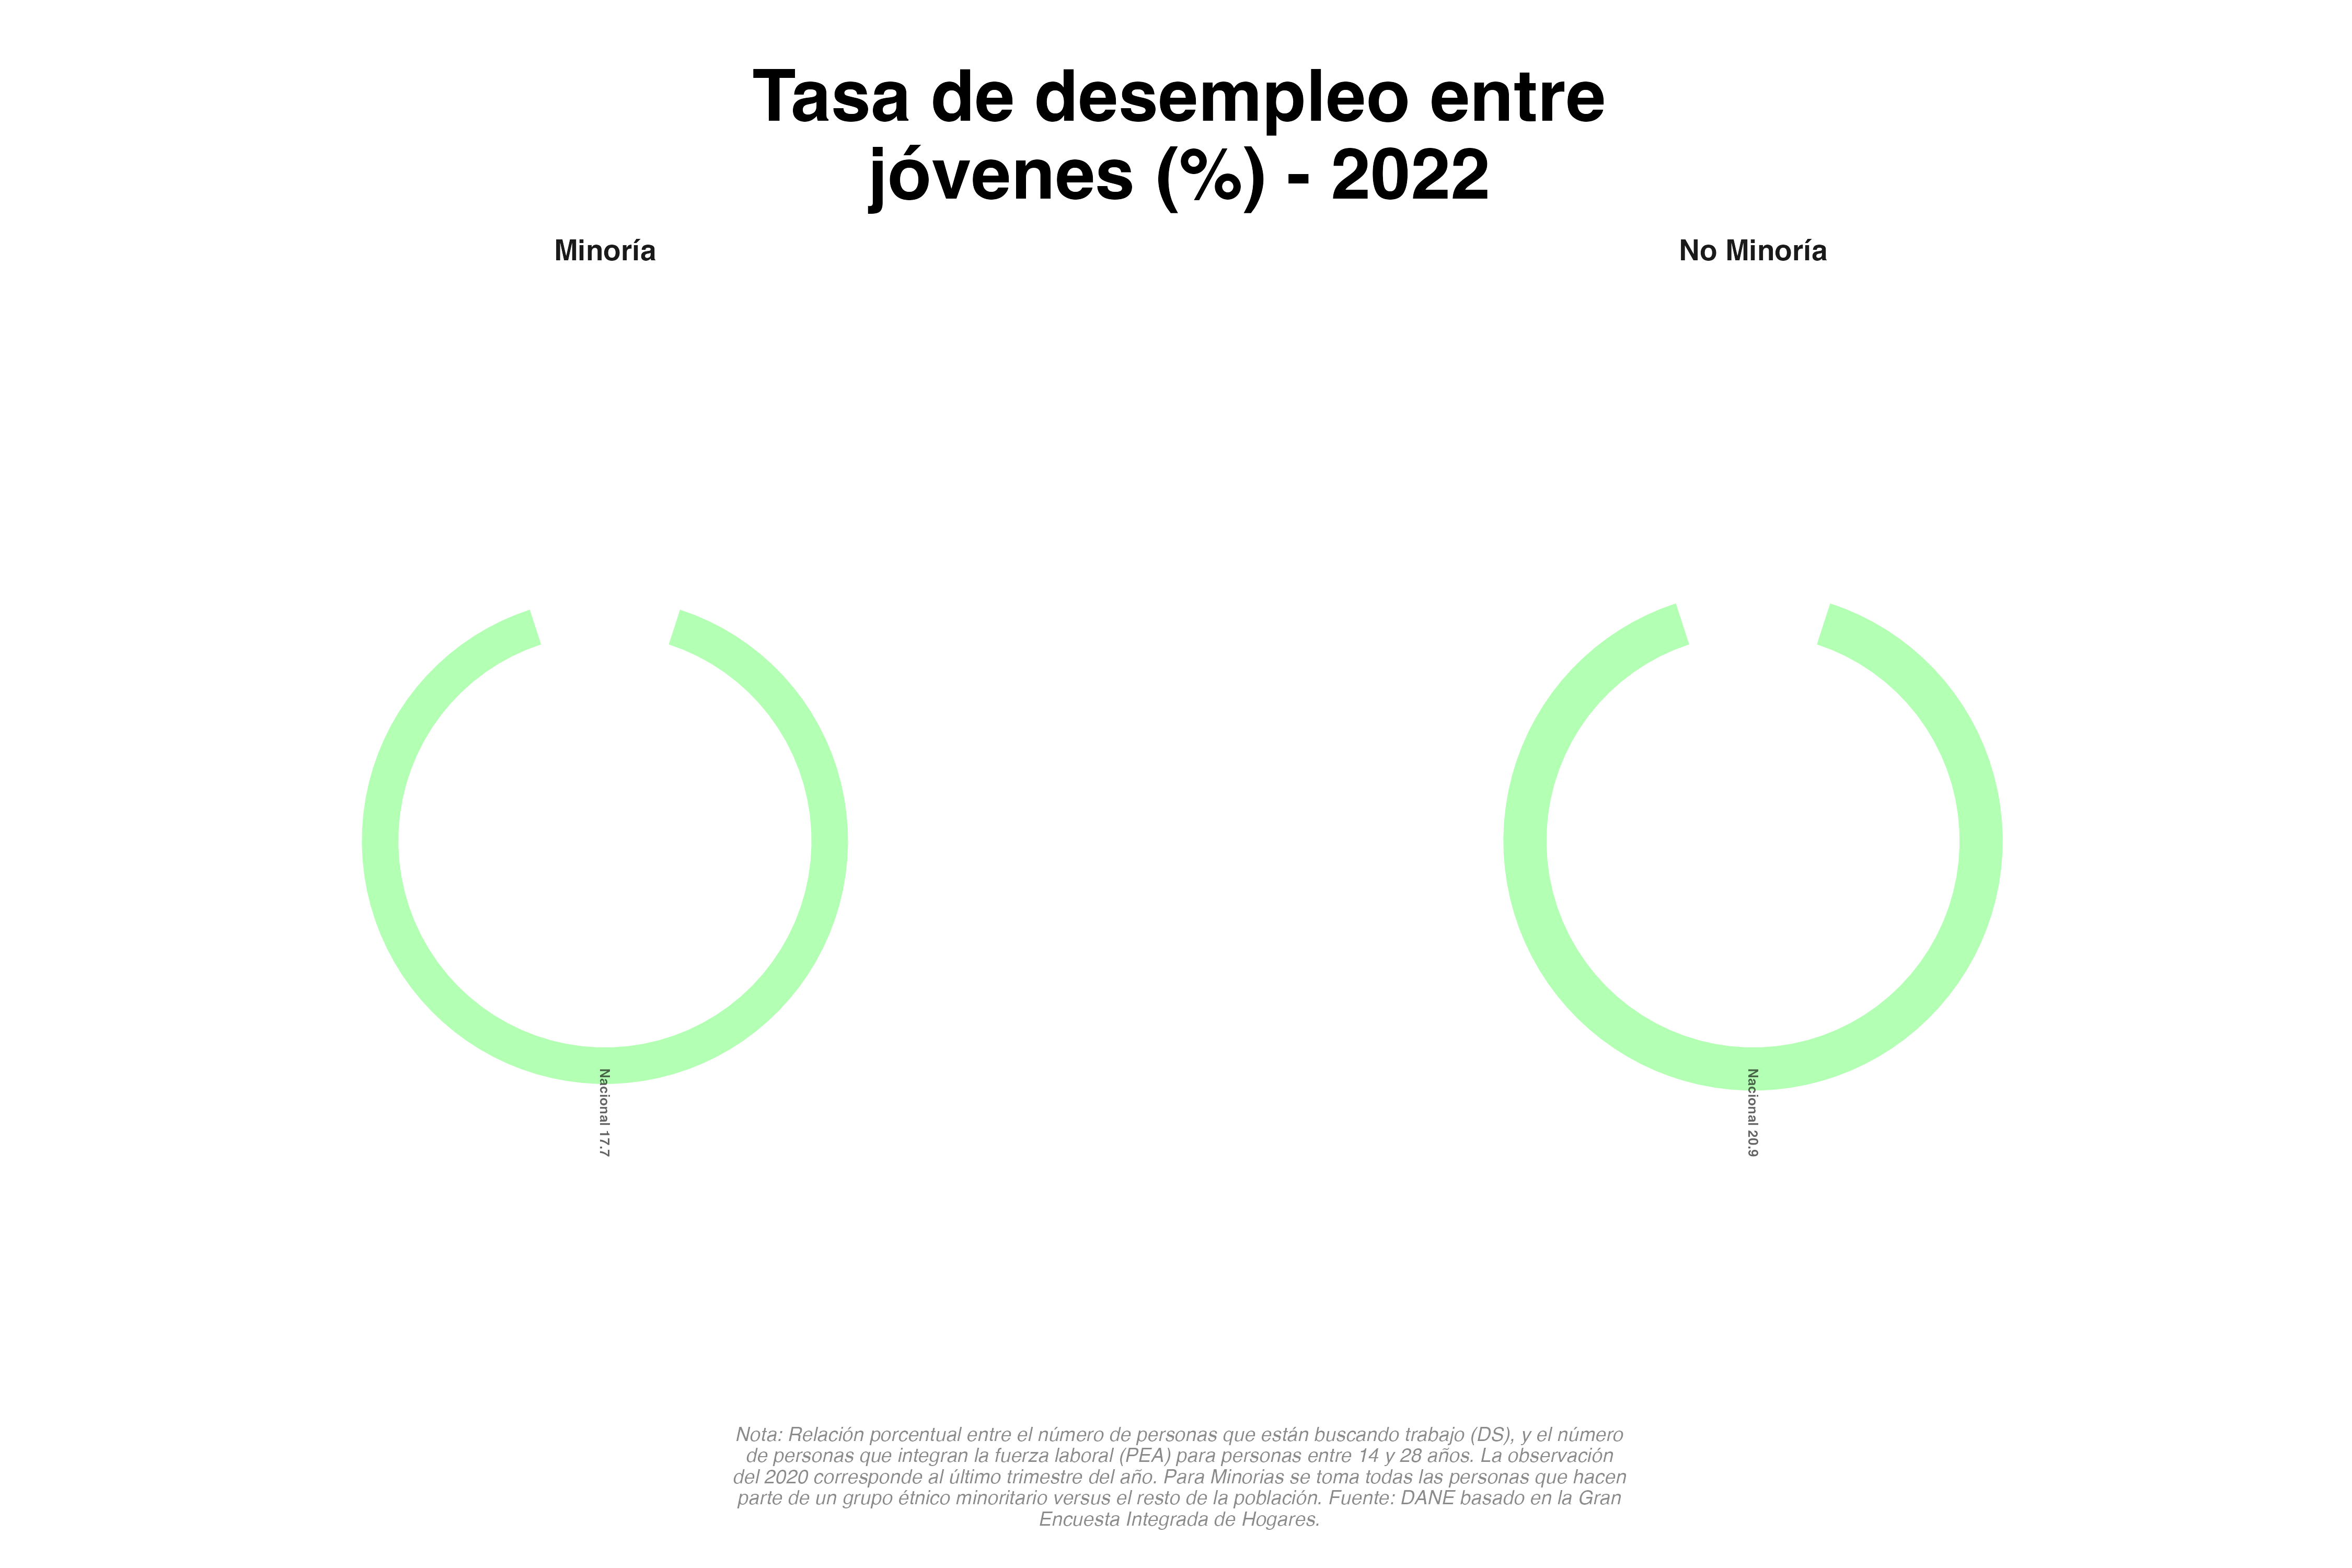 Tasa de desempleo entre
jóvenes (%) - 2022
Minoría
No Minoría
Nacional 17.7
Nacional 20.9
Nota: Relación porcentual entre el número de personas que están buscando trabajo (DS), y el número
de personas que integran la fuerza laboral (PEA) para personas entre 14 y 28 años. La observación
del 2020 corresponde al último trimestre del año. Para Minorias se toma todas las personas que hacen
parte de un grupo étnico minoritario versus el resto de la población. Fuente: DANE basado en la Gran
Encuesta Integrada de Hogares.